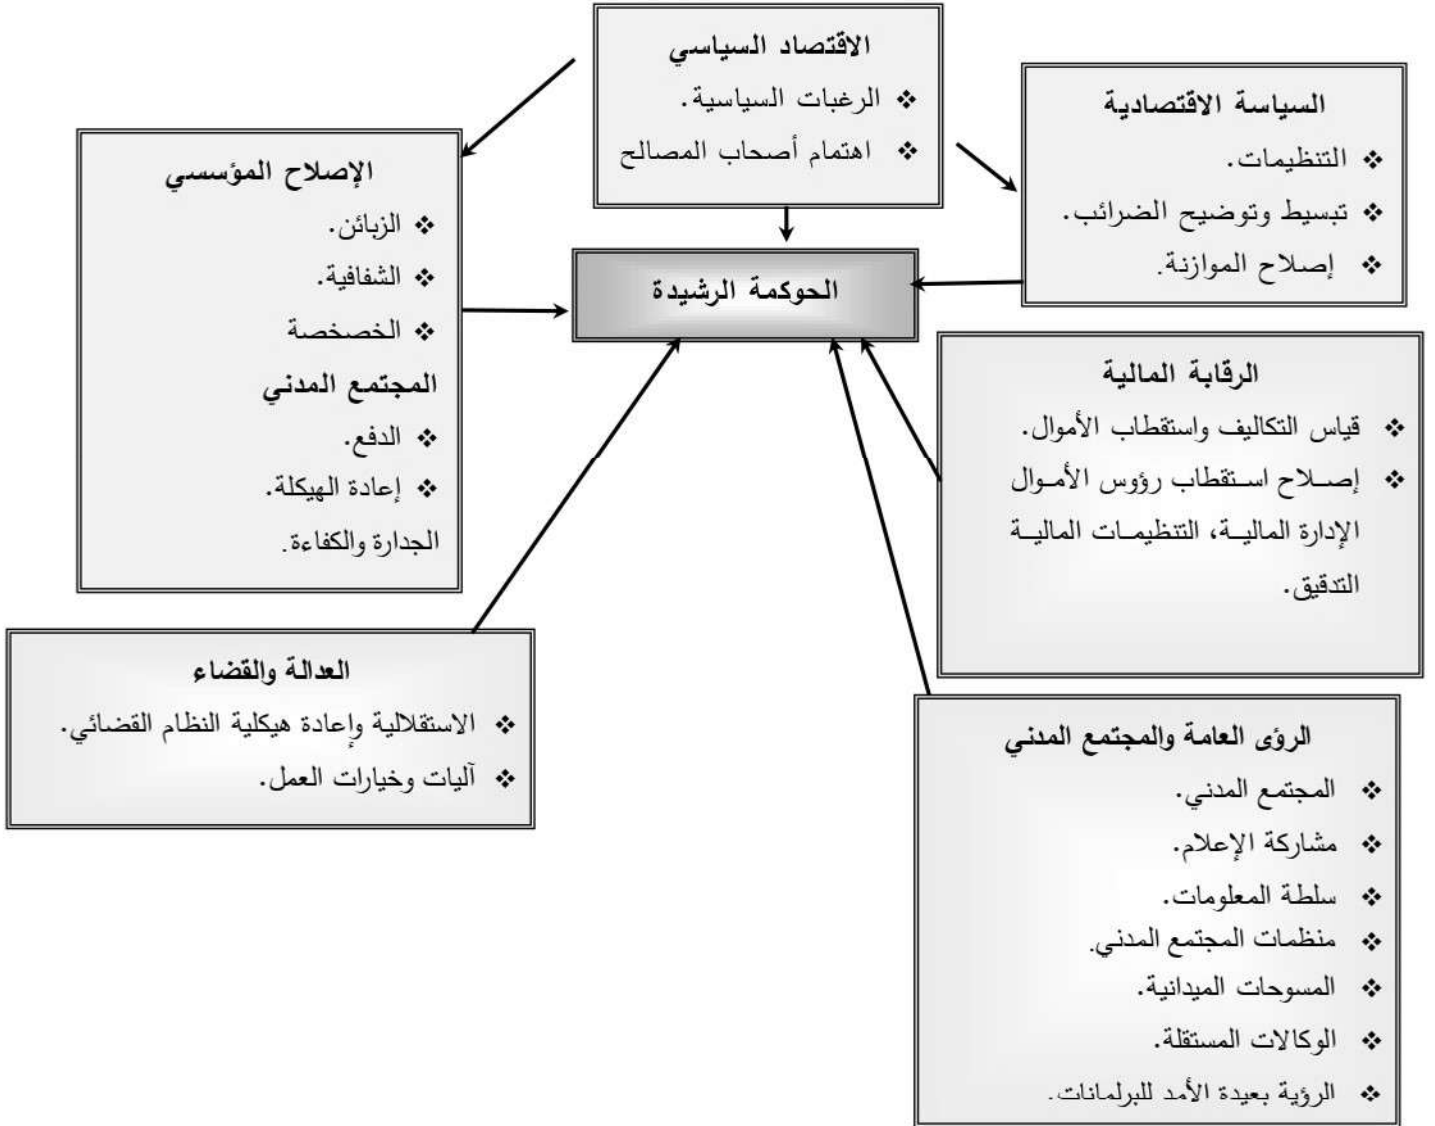 الاقتصاد السياسي
❖ الرغبات السياسية.
❖ اهتمام أصحاب المصالح
السياسة الاقتصادية
❖ التنظيمات.
❖ تبسيط وتوضيح الضرائب.
❖ إصلاح الموازنة.
الإصلاح المؤسسي
❖ الزبائن.
❖ الشفافية.
❖ الخصخصة
المجتمع المدني
❖ الدفع.
❖ إعادة الهيكلة.
الجدارة والكفاءة.
الحوكمة الرشيدة
الرقابة المالية
❖ قياس التكاليف واستقطاب الأموال.
❖ إصلاح استقطاب رؤوس الأموال
الإدارة المالية، التنظيمات المالية
التدقيق.
العدالة والقضاء
❖ الاستقلالية وإعادة هيكلية النظام القضائي.
❖ آليات وخيارات العمل.
الرؤى العامة والمجتمع المدني
❖ المجتمع المدني.
❖ مشاركة الإعلام.
❖ سلطة المعلومات.
❖ منظمات المجتمع المدني.
❖ المسوحات الميدانية.
❖ الوكالات المستقلة.
❖ الرؤية بعيدة الأمد للبرلمانات.